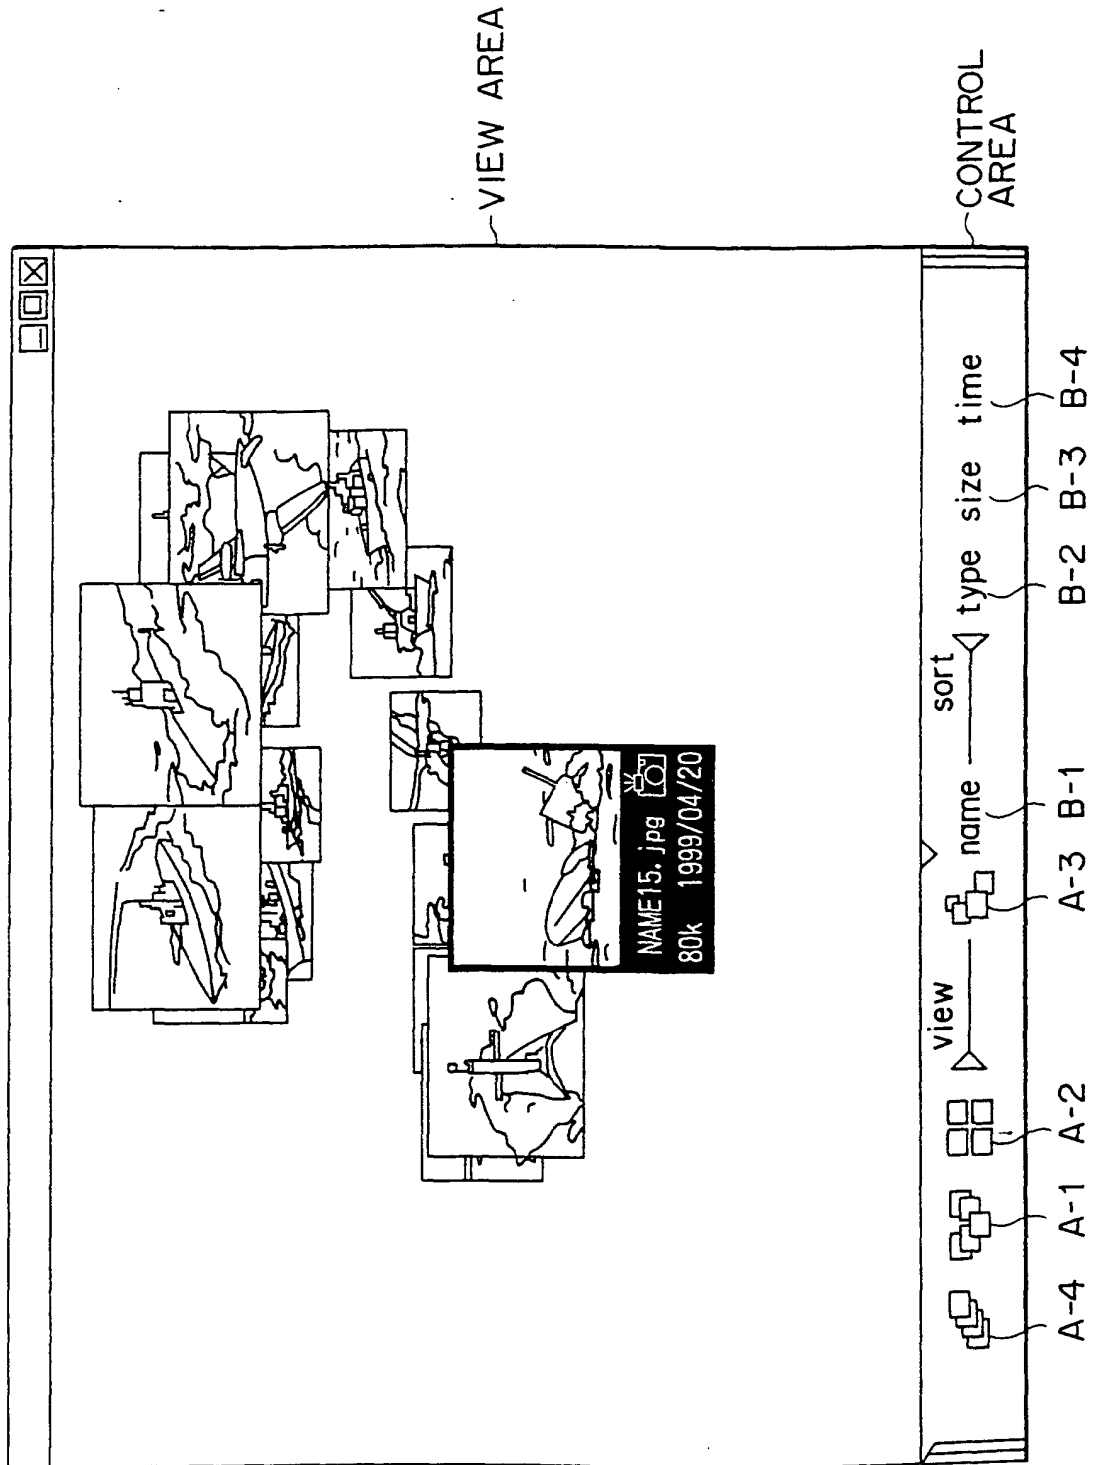 VIEW AREA
NAME15.jpg
80k 1999/04/20
view sort
name type size time
CONTROL
AREA
A-4 A-1 A-2 A-3 B-1 B-2 B-3 B-4